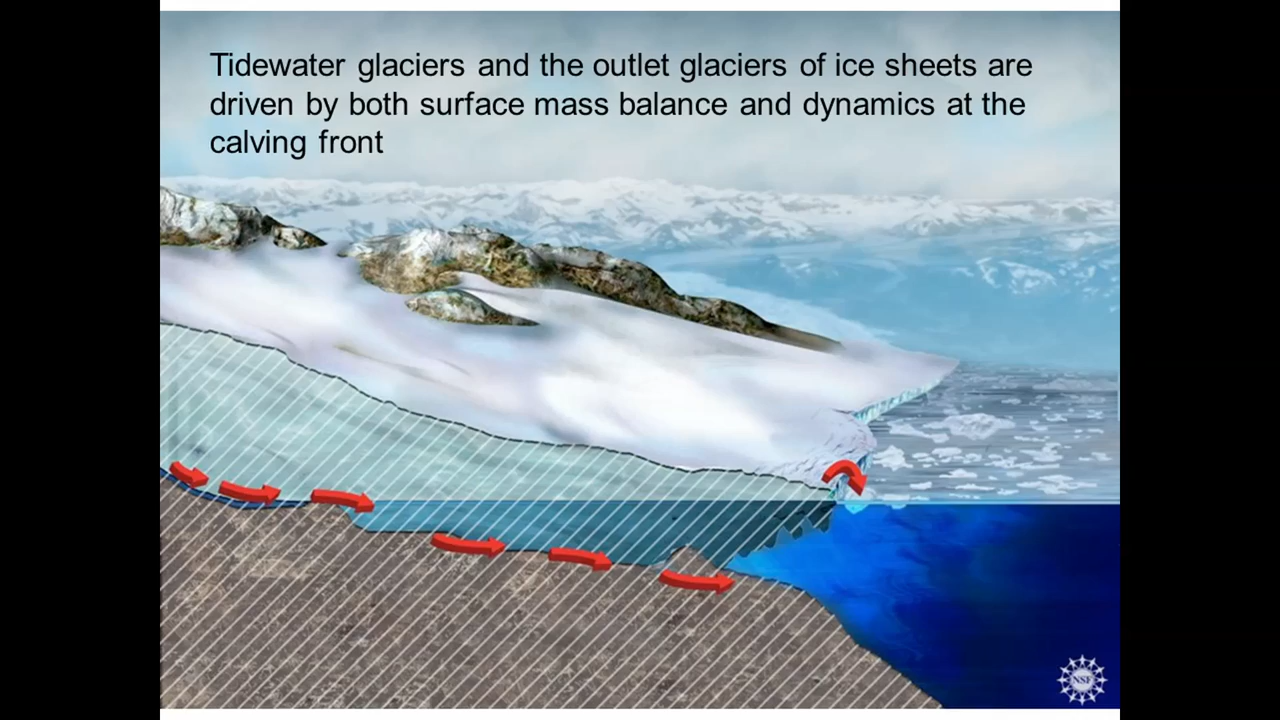 Tidewater glaciers and the outlet glaciers of ice sheets are
driven by both surface mass balance and dynamics at the
calving front
NSF